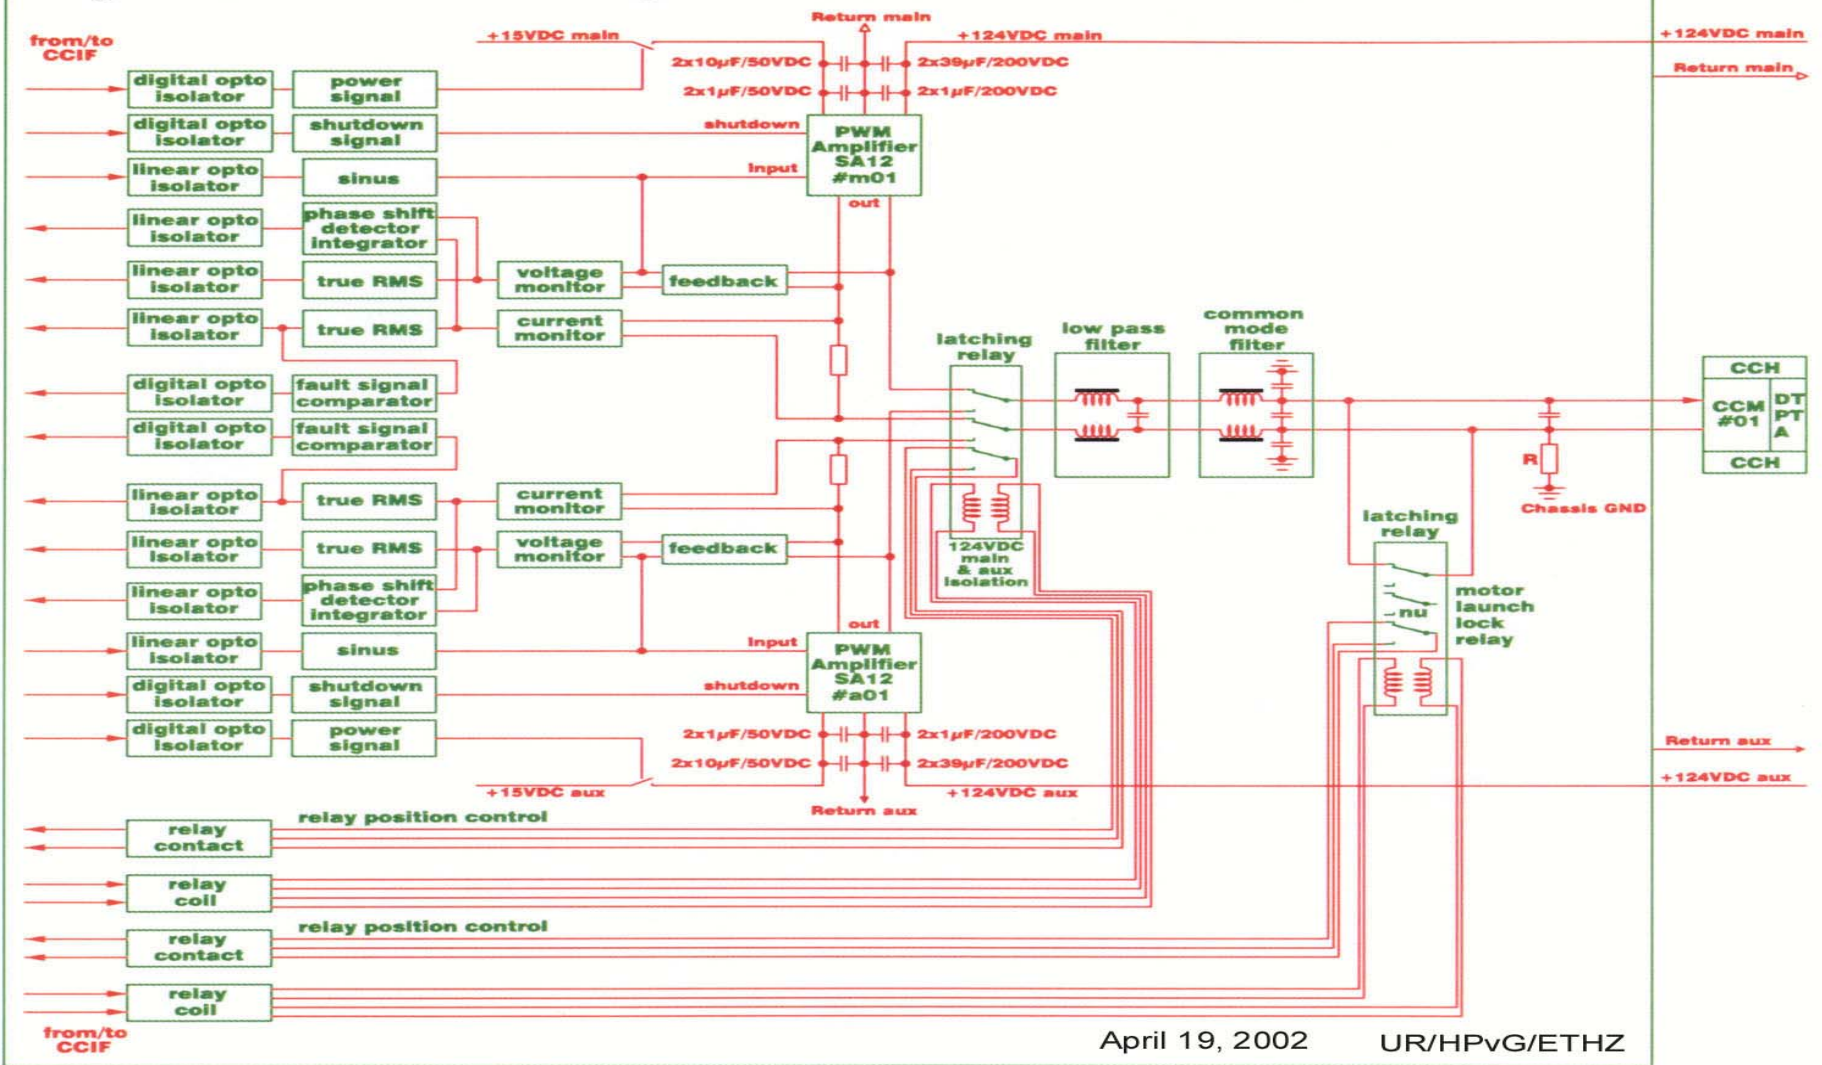 Return main
+15VDC main
+124VDC main
+124VDC main
from/to
CCIF
2x10µF/50VDC
2x39µF/200VDC
Return main
digital opto
isolator
power
signal
2x1µF/50VDC
2x1µF/200VDC
digital opto
isolator
shutdown
signal
shutdown
PWM
Amplifier
SA12
#m01
linear opto
isolator
sinus
Input
out
linear opto
isolator
phase shift
detector
integrator
linear opto
isolator
true RMS
voltage
monitor
feedback
linear opto
isolator
true RMS
current
monitor
latching
relay
low pass
filter
common
mode
filter
digital opto
isolator
fault signal
comparator
CCH
CCM
#01
DT
PT
A
CCH
digital opto
isolator
fault signal
comparator
R
Chassis GND
linear opto
isolator
true RMS
current
monitor
linear opto
isolator
true RMS
voltage
monitor
feedback
124VDC
main
& aux
isolation
latching
relay
linear opto
isolator
phase shift
detector
integrator
nu
motor
launch
lock
relay
out
linear opto
isolator
sinus
Input
PWM
Amplifier
SA12
#a01
digital opto
isolator
shutdown
signal
shutdown
digital opto
isolator
power
signal
2x1µF/50VDC
2x1µF/200VDC
Return aux
2x10µF/50VDC
2x39µF/200VDC
+15VDC aux
+124VDC aux
+124VDC aux
Return aux
relay position control
relay
contact
relay
coil
relay position control
relay
contact
relay
coil
from/to
CCIF
April 19, 2002
UR/HPvG/ETHZ